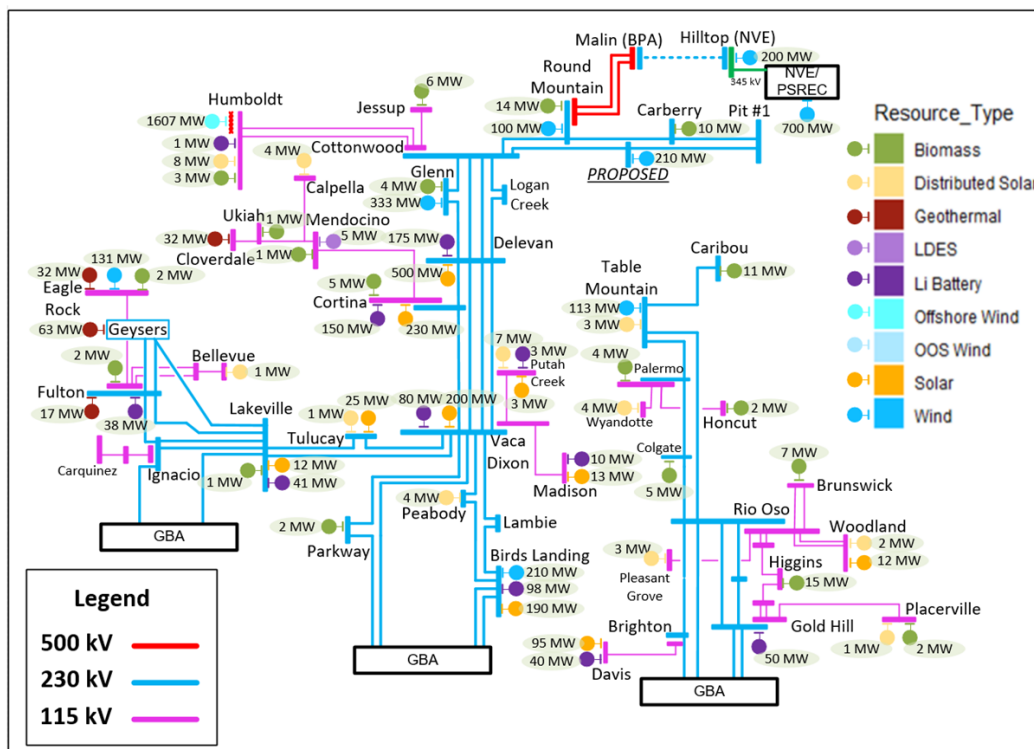 Malin (BPA)
Hilltop (NVE)
200 MW
345 kV
NVE/
PSREC
700 MW
6 MW
Jessup
Round
Mountain
14 MW
100 MW
Carberry
10 MW
Pit #1
210 MW
PROPOSED
Humboldt
1607 MW
1 MW
8 MW
3 MW
Cottonwood
4 MW
Calpella
Glenn
4 MW
333 MW
Logan
Creek
Ukiah
1 MW
Mendocino
32 MW
Cloverdale
5 MW
1 MW
175 MW
Delevan
500 MW
5 MW
Cortina
150 MW
230 MW
32 MW
131 MW
2 MW
Eagle
Rock
63 MW
Geysers
2 MW
Bellevue
1 MW
Fulton
17 MW
38 MW
Lakeville
Carquinez
Ignacio
1 MW
12 MW
41 MW
1 MW
25 MW
Tulucay
80 MW
200 MW
Vaca
Dixon
7 MW
3 MW
Putah
Creek
3 MW
10 MW
13 MW
Madison
4 MW
Peabody
Lambie
2 MW
Parkway
Birds Landing
210 MW
98 MW
190 MW
GBA
GBA
GBA
Caribou
11 MW
Table
Mountain
113 MW
3 MW
4 MW
Palermo
4 MW
Wyandotte
2 MW
Honcut
Colgate
5 MW
7 MW
Brunswick
Rio Oso
Woodland
2 MW
12 MW
3 MW
Pleasant
Grove
Higgins
15 MW
Placerville
1 MW
2 MW
Gold Hill
50 MW
Brighton
95 MW
40 MW
Davis
Resource_Type
Biomass
Distributed Solar
Geothermal
LDES
Li Battery
Offshore Wind
OOS Wind
Solar
Wind
Legend
500 kV
230 kV
115 kV